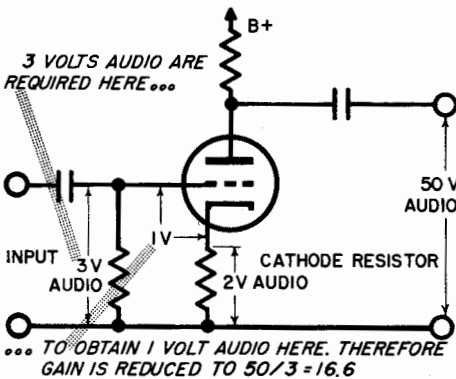 B+
3 VOLTS AUDIO ARE
REQUIRED HERE...
50 V
AUDIO
1V
INPUT
3V
AUDIO
CATHODE RESISTOR
2V AUDIO
... TO OBTAIN 1 VOLT AUDIO HERE. THEREFORE
GAIN IS REDUCED TO 50/3 = 16.6